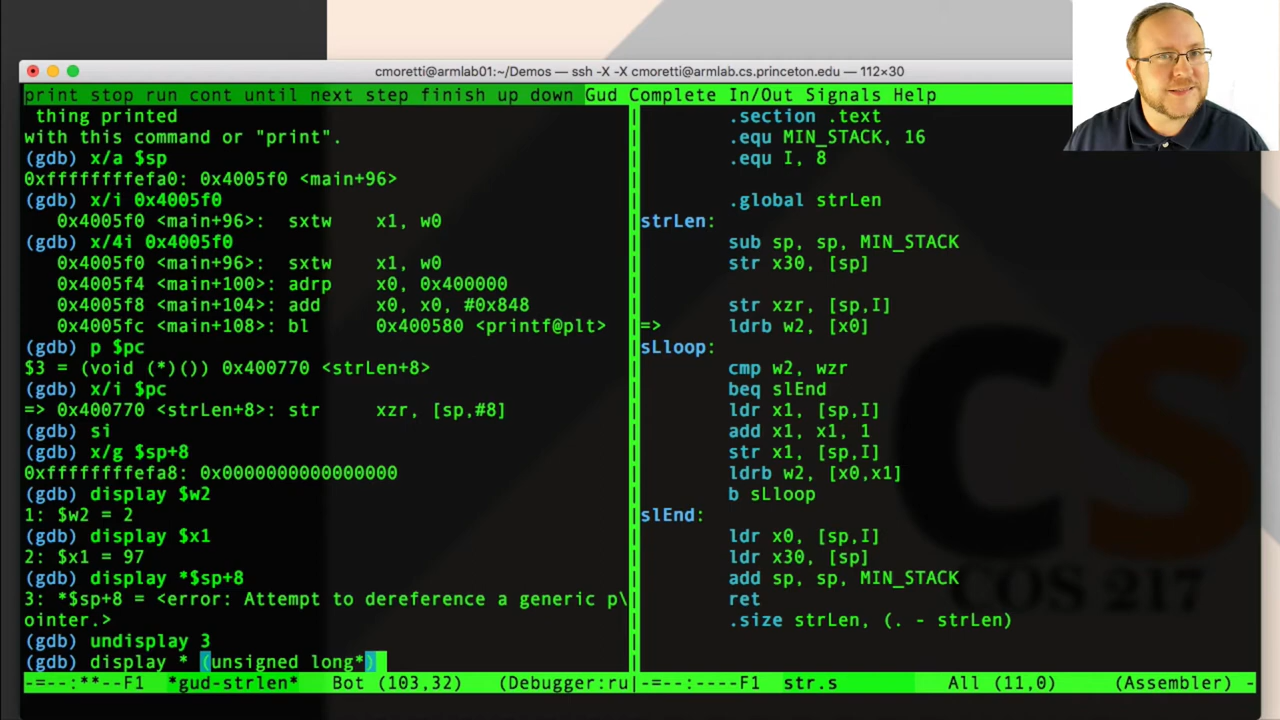 cmoretti@armlab01:~/Demos — ssh -X -X cmoretti@armlab.cs.princeton.edu — 112×30
print stop run cont until next step finish up down Gud Complete In/Out Signals Help
thing printed
with this command or "print".
(gdb) x/a $sp
0xffffffffefa0: 0x4005f0 <main+96>
(gdb) x/i 0x4005f0
0x4005f0 <main+96>: sxtw x1, w0
(gdb) x/4i 0x4005f0
0x4005f0 <main+96>: sxtw x1, w0
0x4005f4 <main+100>: adrp x0, 0x400000
0x4005f8 <main+104>: add x0, x0, #0x848
0x4005fc <main+108>: bl 0x400580 <printf@plt>
(gdb) p $pc
$3 = (void (*)()) 0x400770 <strLen+8>
(gdb) x/i $pc
=> 0x400770 <strLen+8>: str xzr, [sp,#8]
(gdb) si
(gdb) x/g $sp+8
0xffffffffefa8: 0x0000000000000000
(gdb) display $w2
1: $w2 = 2
(gdb) display $x1
2: $x1 = 97
(gdb) display *$sp+8
3: *$sp+8 = <error: Attempt to dereference a generic p\
ointer.>
(gdb) undisplay 3
(gdb) display * (unsigned long*)
-=--:**--F1 *gud-strlen* Bot (103,32) (Debugger:ru
.section .text
.equ MIN_STACK, 16
.equ I, 8
.global strLen
strLen:
sub sp, sp, MIN_STACK
str x30, [sp]
str xzr, [sp,I]
=> ldrb w2, [x0]
sLloop:
cmp w2, wzr
beq slEnd
ldr x1, [sp,I]
add x1, x1, 1
str x1, [sp,I]
ldrb w2, [x0,x1]
b sLloop
slEnd:
ldr x0, [sp,I]
ldr x30, [sp]
add sp, sp, MIN_STACK
ret
.size strLen, (. - strLen)
-=--:----F1 str.s All (11,0) (Assembler) -
CS
COS 217